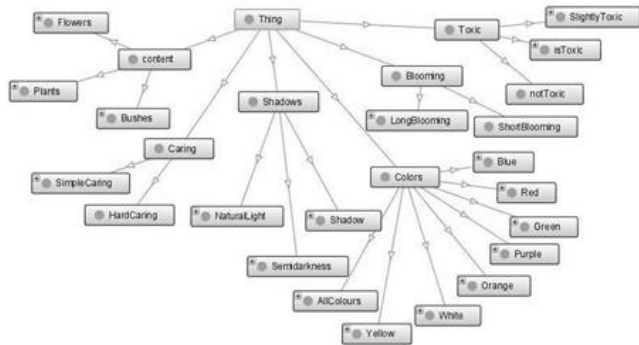 Flowers
Thing
Toxic
SlightlyToxic
content
isToxic
Plants
Blooming
notToxic
Bushes
Shadows
LongBlooming
ShortBlooming
Caring
Blue
SimpleCaring
Colors
Red
HardCaring
NaturalLight
Shadow
Green
Purple
Semidarkness
Orange
AllColours
White
Yellow